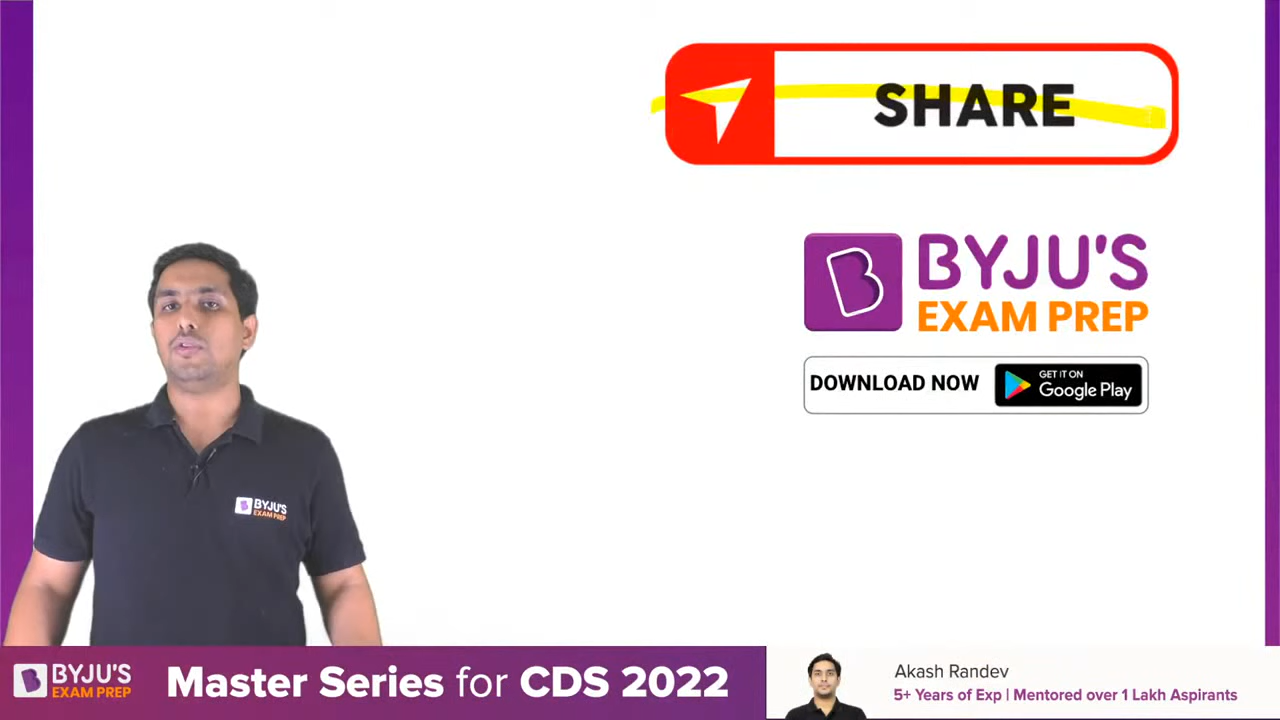 SHARE
BYJU'S
EXAM PREP
DOWNLOAD NOW
GET IT ON
Google Play
BYJU'S
EXAM PREP
BYJU'S
EXAM PREP
Master Series for CDS 2022
Akash Randev
5+ Years of Exp | Mentored over 1 Lakh Aspirants